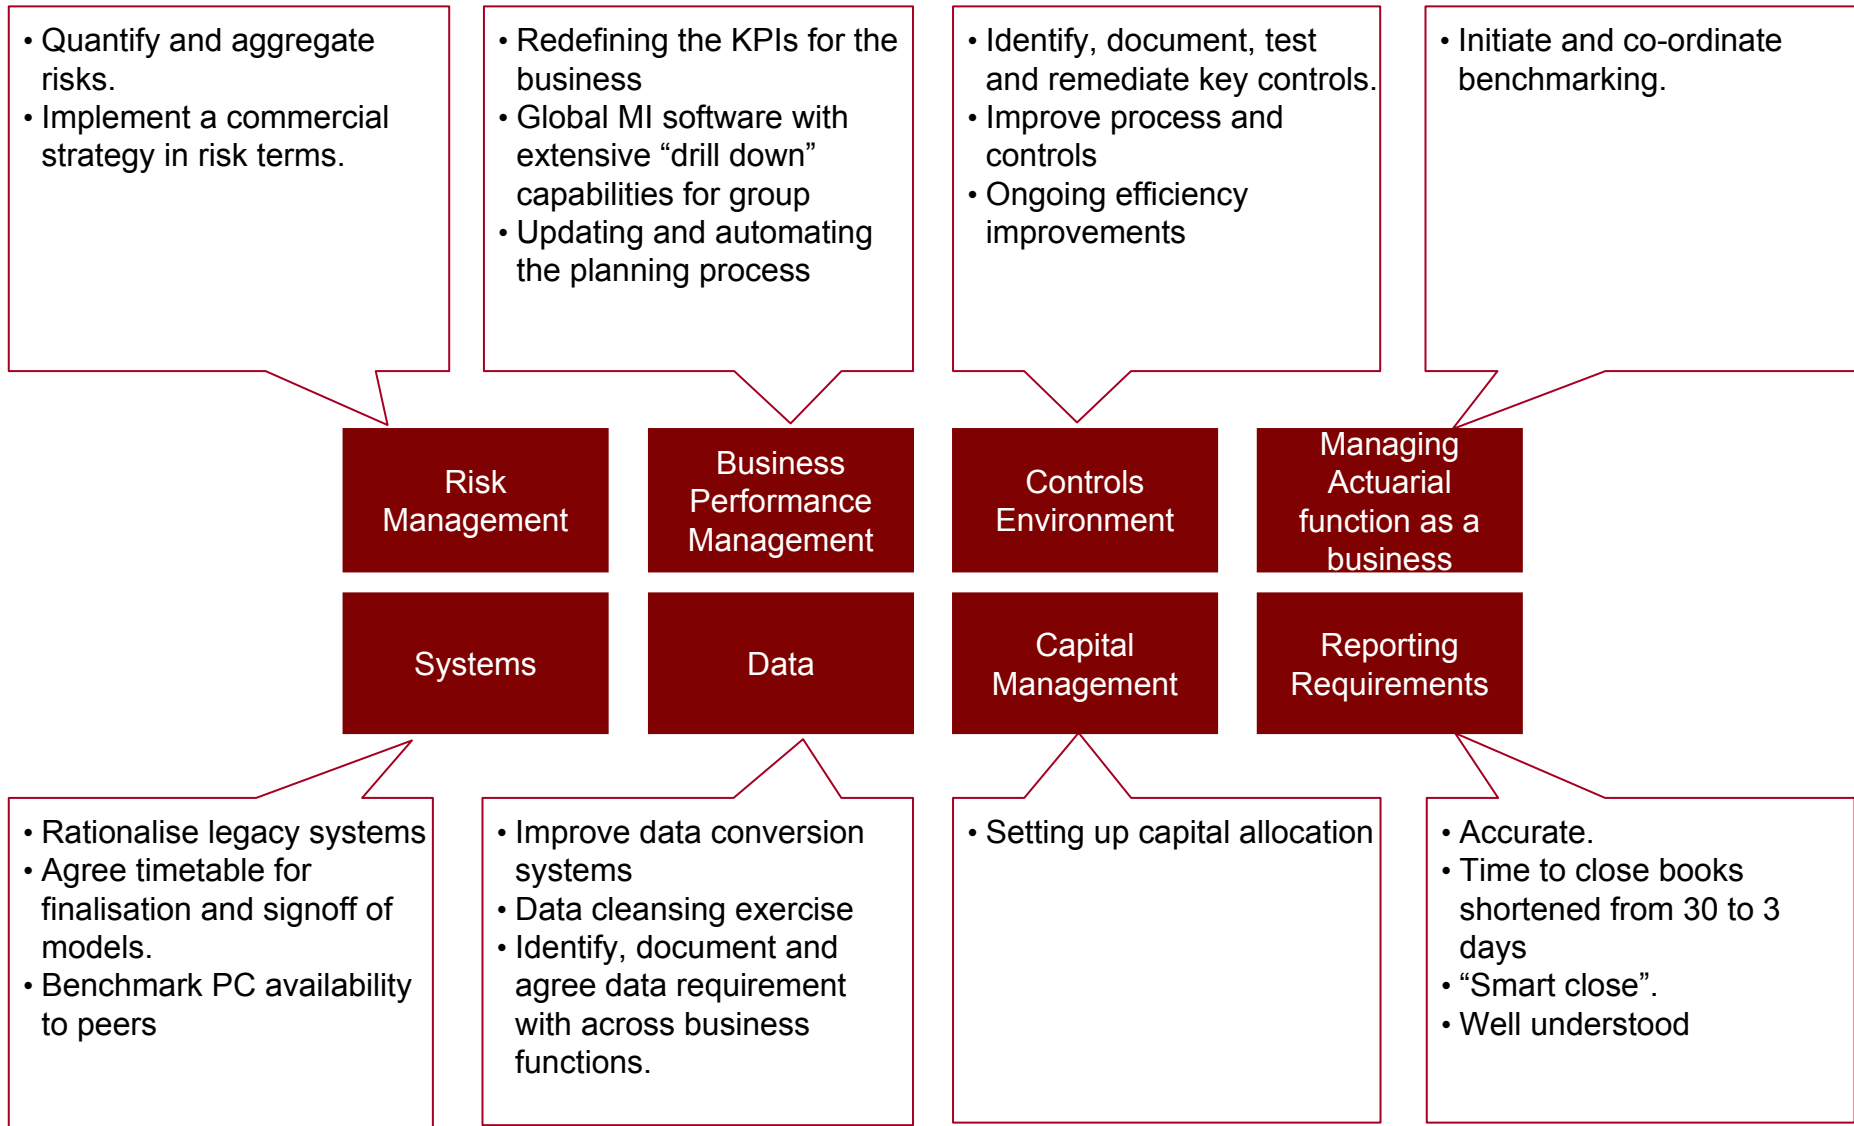 • Quantify and aggregate
risks.
• Implement a commercial
strategy in risk terms.
• Redefining the KPIs for the
business
• Global MI software with
extensive “drill down”
capabilities for group
• Updating and automating
the planning process
• Identify, document, test
and remediate key controls.
• Improve process and
controls
• Ongoing efficiency
improvements
• Initiate and co-ordinate
benchmarking.
Risk
Management
Business
Performance
Management
Controls
Environment
Managing
Actuarial
function as a
business
Systems
Data
Capital
Management
Reporting
Requirements
• Rationalise legacy systems
• Agree timetable for
finalisation and signoff of
models.
• Benchmark PC availability
to peers
• Improve data conversion
systems
• Data cleansing exercise
• Identify, document and
agree data requirement
with across business
functions.
• Setting up capital allocation
• Accurate.
• Time to close books
shortened from 30 to 3
days
• “Smart close”.
• Well understood